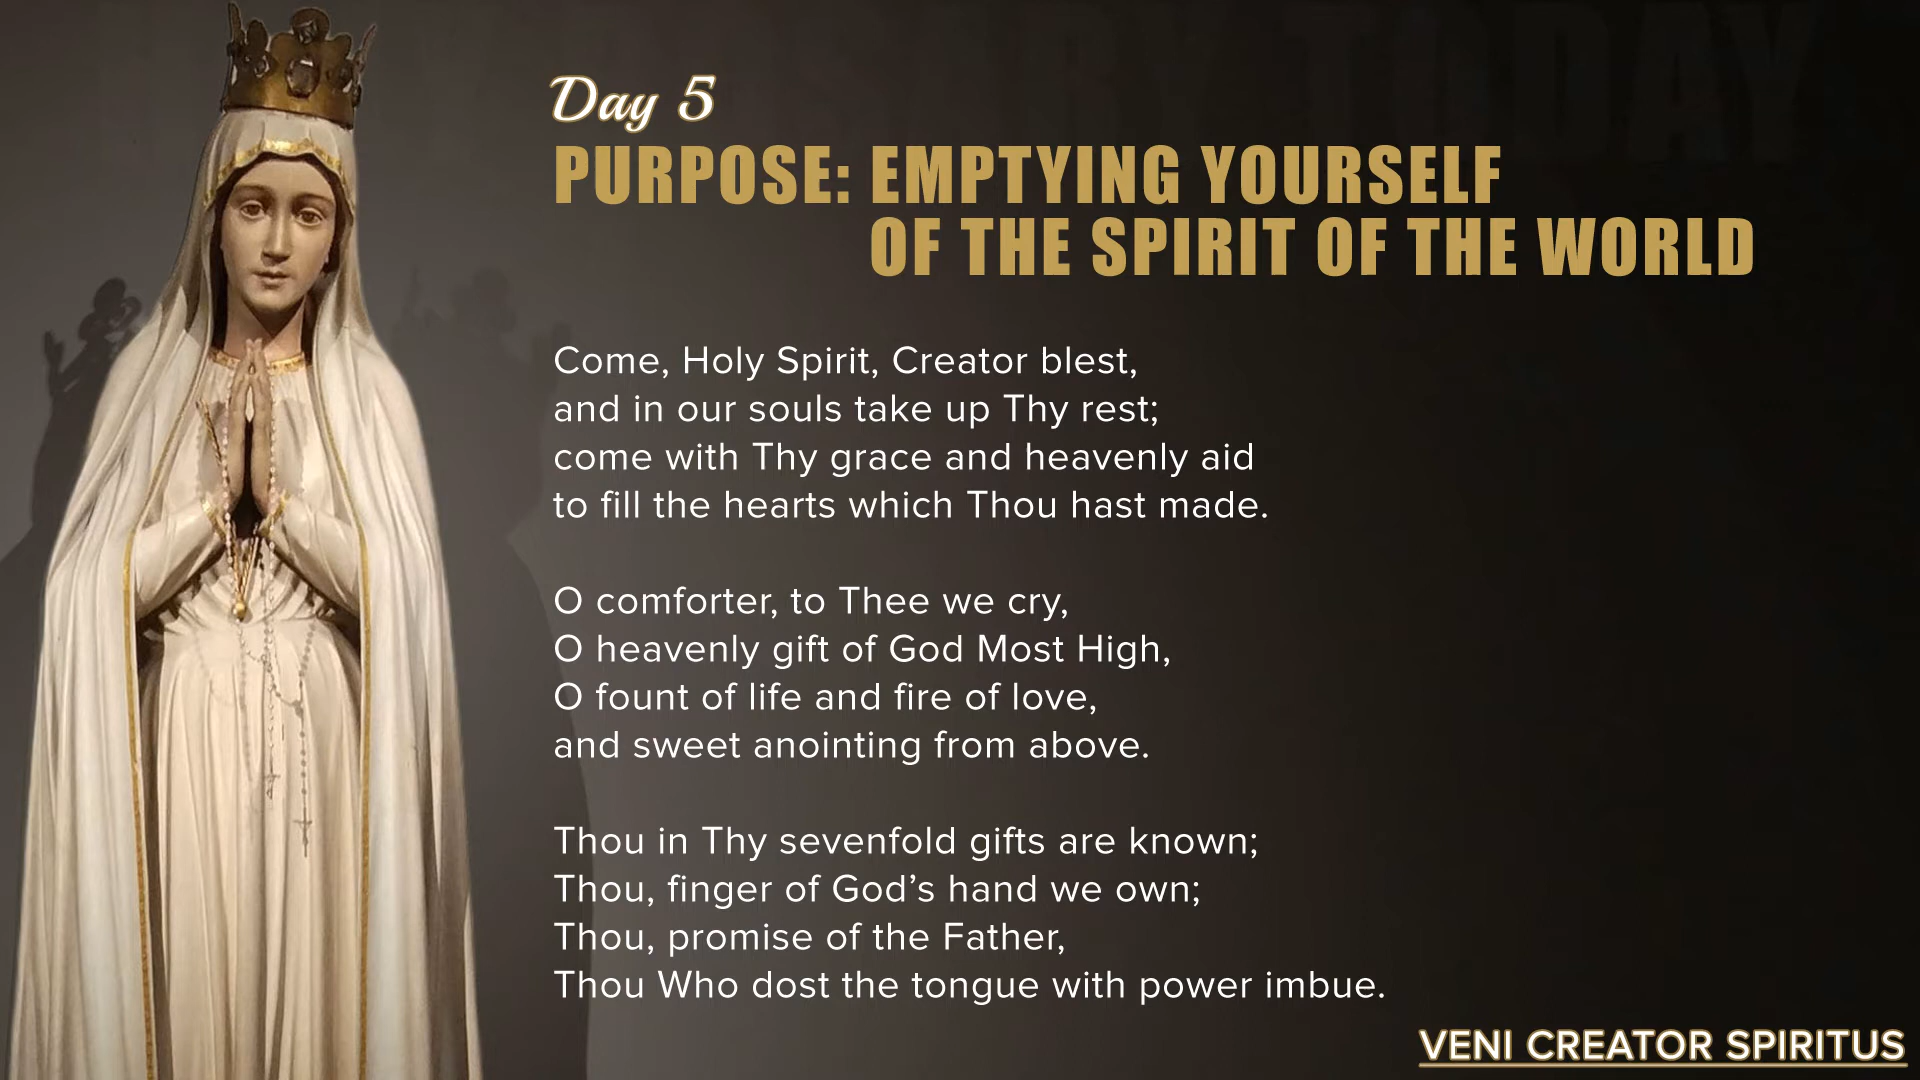 Day 5
PURPOSE: EMPTYING YOURSELF
OF THE SPIRIT OF THE WORLD
Come, Holy Spirit, Creator blest,
and in our souls take up Thy rest;
come with Thy grace and heavenly aid
to fill the hearts which Thou hast made.
O comforter, to Thee we cry,
O heavenly gift of God Most High,
O fount of life and fire of love,
and sweet anointing from above.
Thou in Thy sevenfold gifts are known;
Thou, finger of God’s hand we own;
Thou, promise of the Father,
Thou Who dost the tongue with power imbue.
VENI CREATOR SPIRITUS